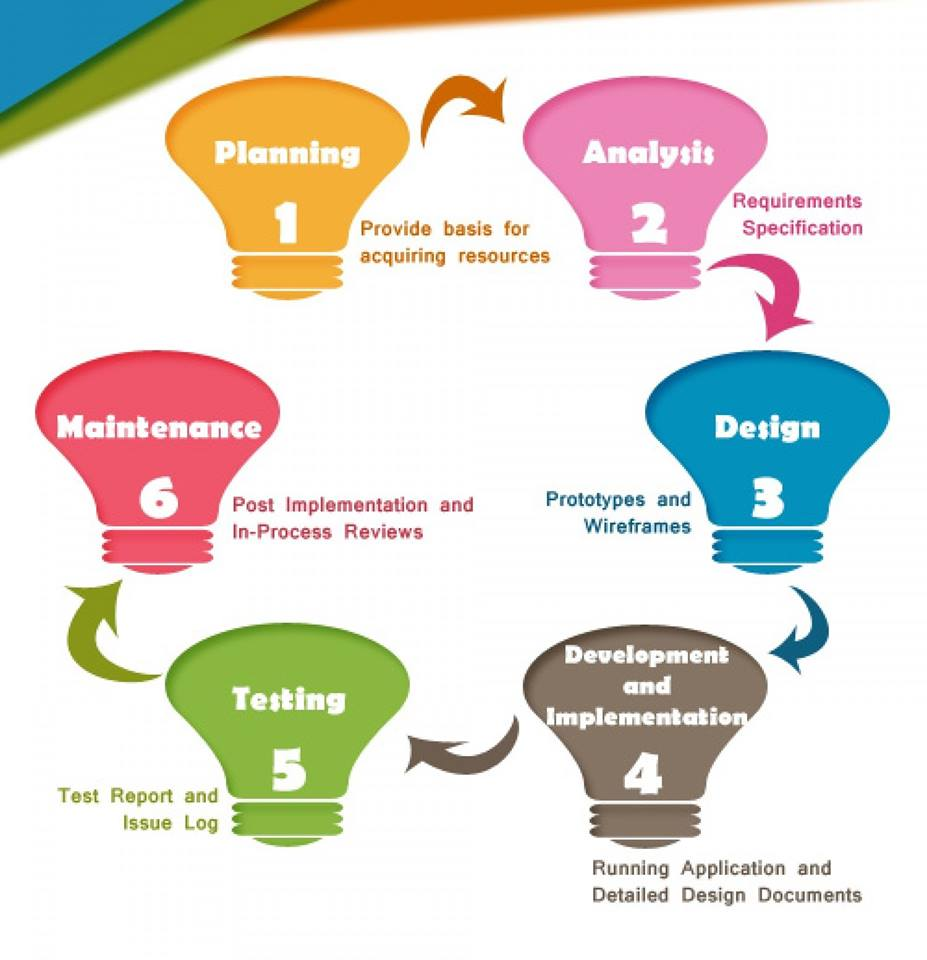 Planning
1
Provide basis for
acquiring resources
Analysis
2
Requirements
Specification
Design
3
Prototypes and
Wireframes
Development
and
Implementation
4
Running Application and
Detailed Design Documents
Testing
5
Test Report and
Issue Log
Maintenance
6
Post Implementation and
In-Process Reviews